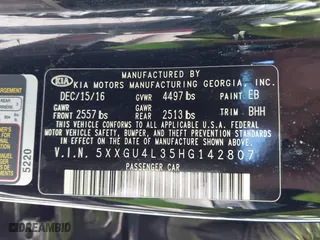 MANUFACTURED BY
KIA KIA MOTORS MANUFACTURING GEORGIA, INC.
DEC/15/16 GVWR 4497 lbs PAINT EB
GAWR GAWR
FRONT 2557 lbs REAR 2513 lbs TRIM BHH
THIS VEHICLE CONFORMS TO ALL APPLICABLE FEDERAL
MOTOR VEHICLE SAFETY, BUMPER, AND THEFT PREVENTION
STANDARDS IN EFFECT ON THE DATE OF MANUFACTURE
SHOWN ABOVE.
V.I.N. 5XXGU4L35HG142807
PASSENGER CAR
5220